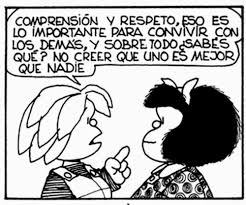 COMPRENSIÓN Y RESPETO, ESO ES
LO IMPORTANTE PARA CONVIVIR CON
LOS DEMÁS, Y SOBRE TODO ¿SABÉS
QUÉ? NO CREER QUE UNO ES MEJOR
QUE NADIE